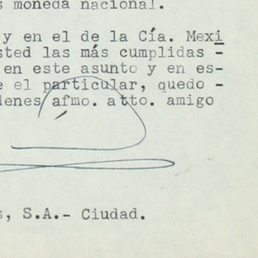 s moneda nacional.
y en el de la Cía. Mexi
sted las más cumplidas -
en este asunto y en es-
e el particular, quedo -
denes afmo. atto. amigo
s, S.A.- Ciudad.